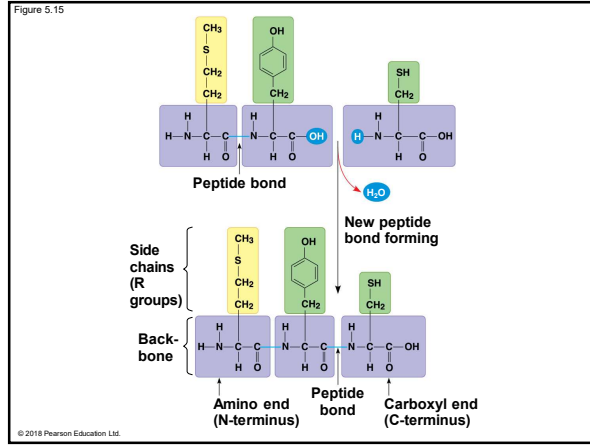 Figure 5.15
CH3
S
CH2
CH2
OH
CH2
SH
CH2
H
H–N–C–C–N–C–C–OH
H O H O
H
H–N–C–C–OH
H O
Peptide bond
H2O
New peptide
bond forming
Side
chains
(R
groups)
CH3
S
CH2
CH2
OH
CH2
SH
CH2
Back-
bone
H H H
H–N–C–C–N–C–C–N–C–C–OH
H O H O H O
Amino end
(N-terminus)
Peptide
bond
Carboxyl end
(C-terminus)
© 2018 Pearson Education Ltd.